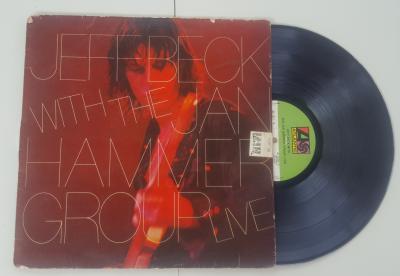 JEFF BECK
WITH THE JAN
HAMMER
GROUP LIVE